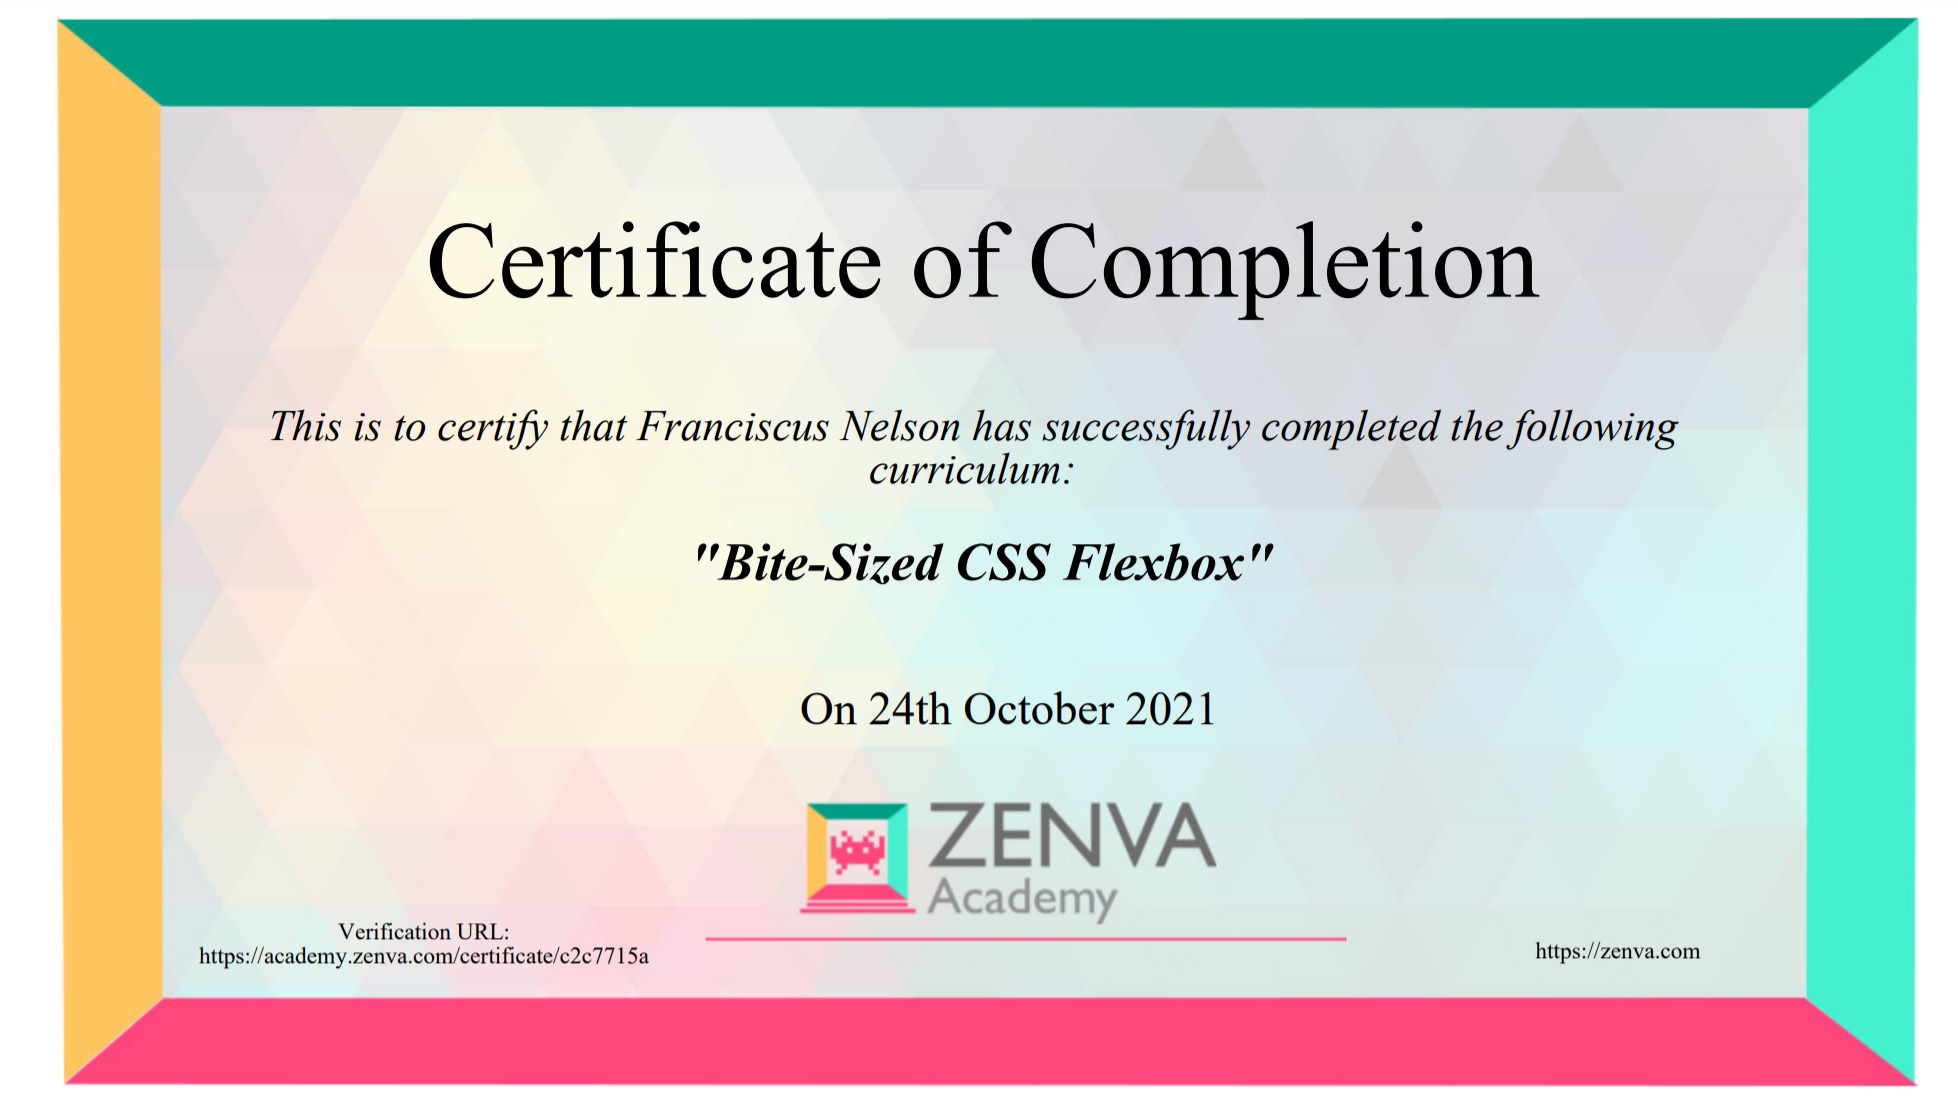 Certificate of Completion
This is to certify that Franciscus Nelson has successfully completed the following
curriculum:
"Bite-Sized CSS Flexbox"
On 24th October 2021
ZENVA
Academy
Verification URL:
https://academy.zenva.com/certificate/c2c7715a
https://zenva.com